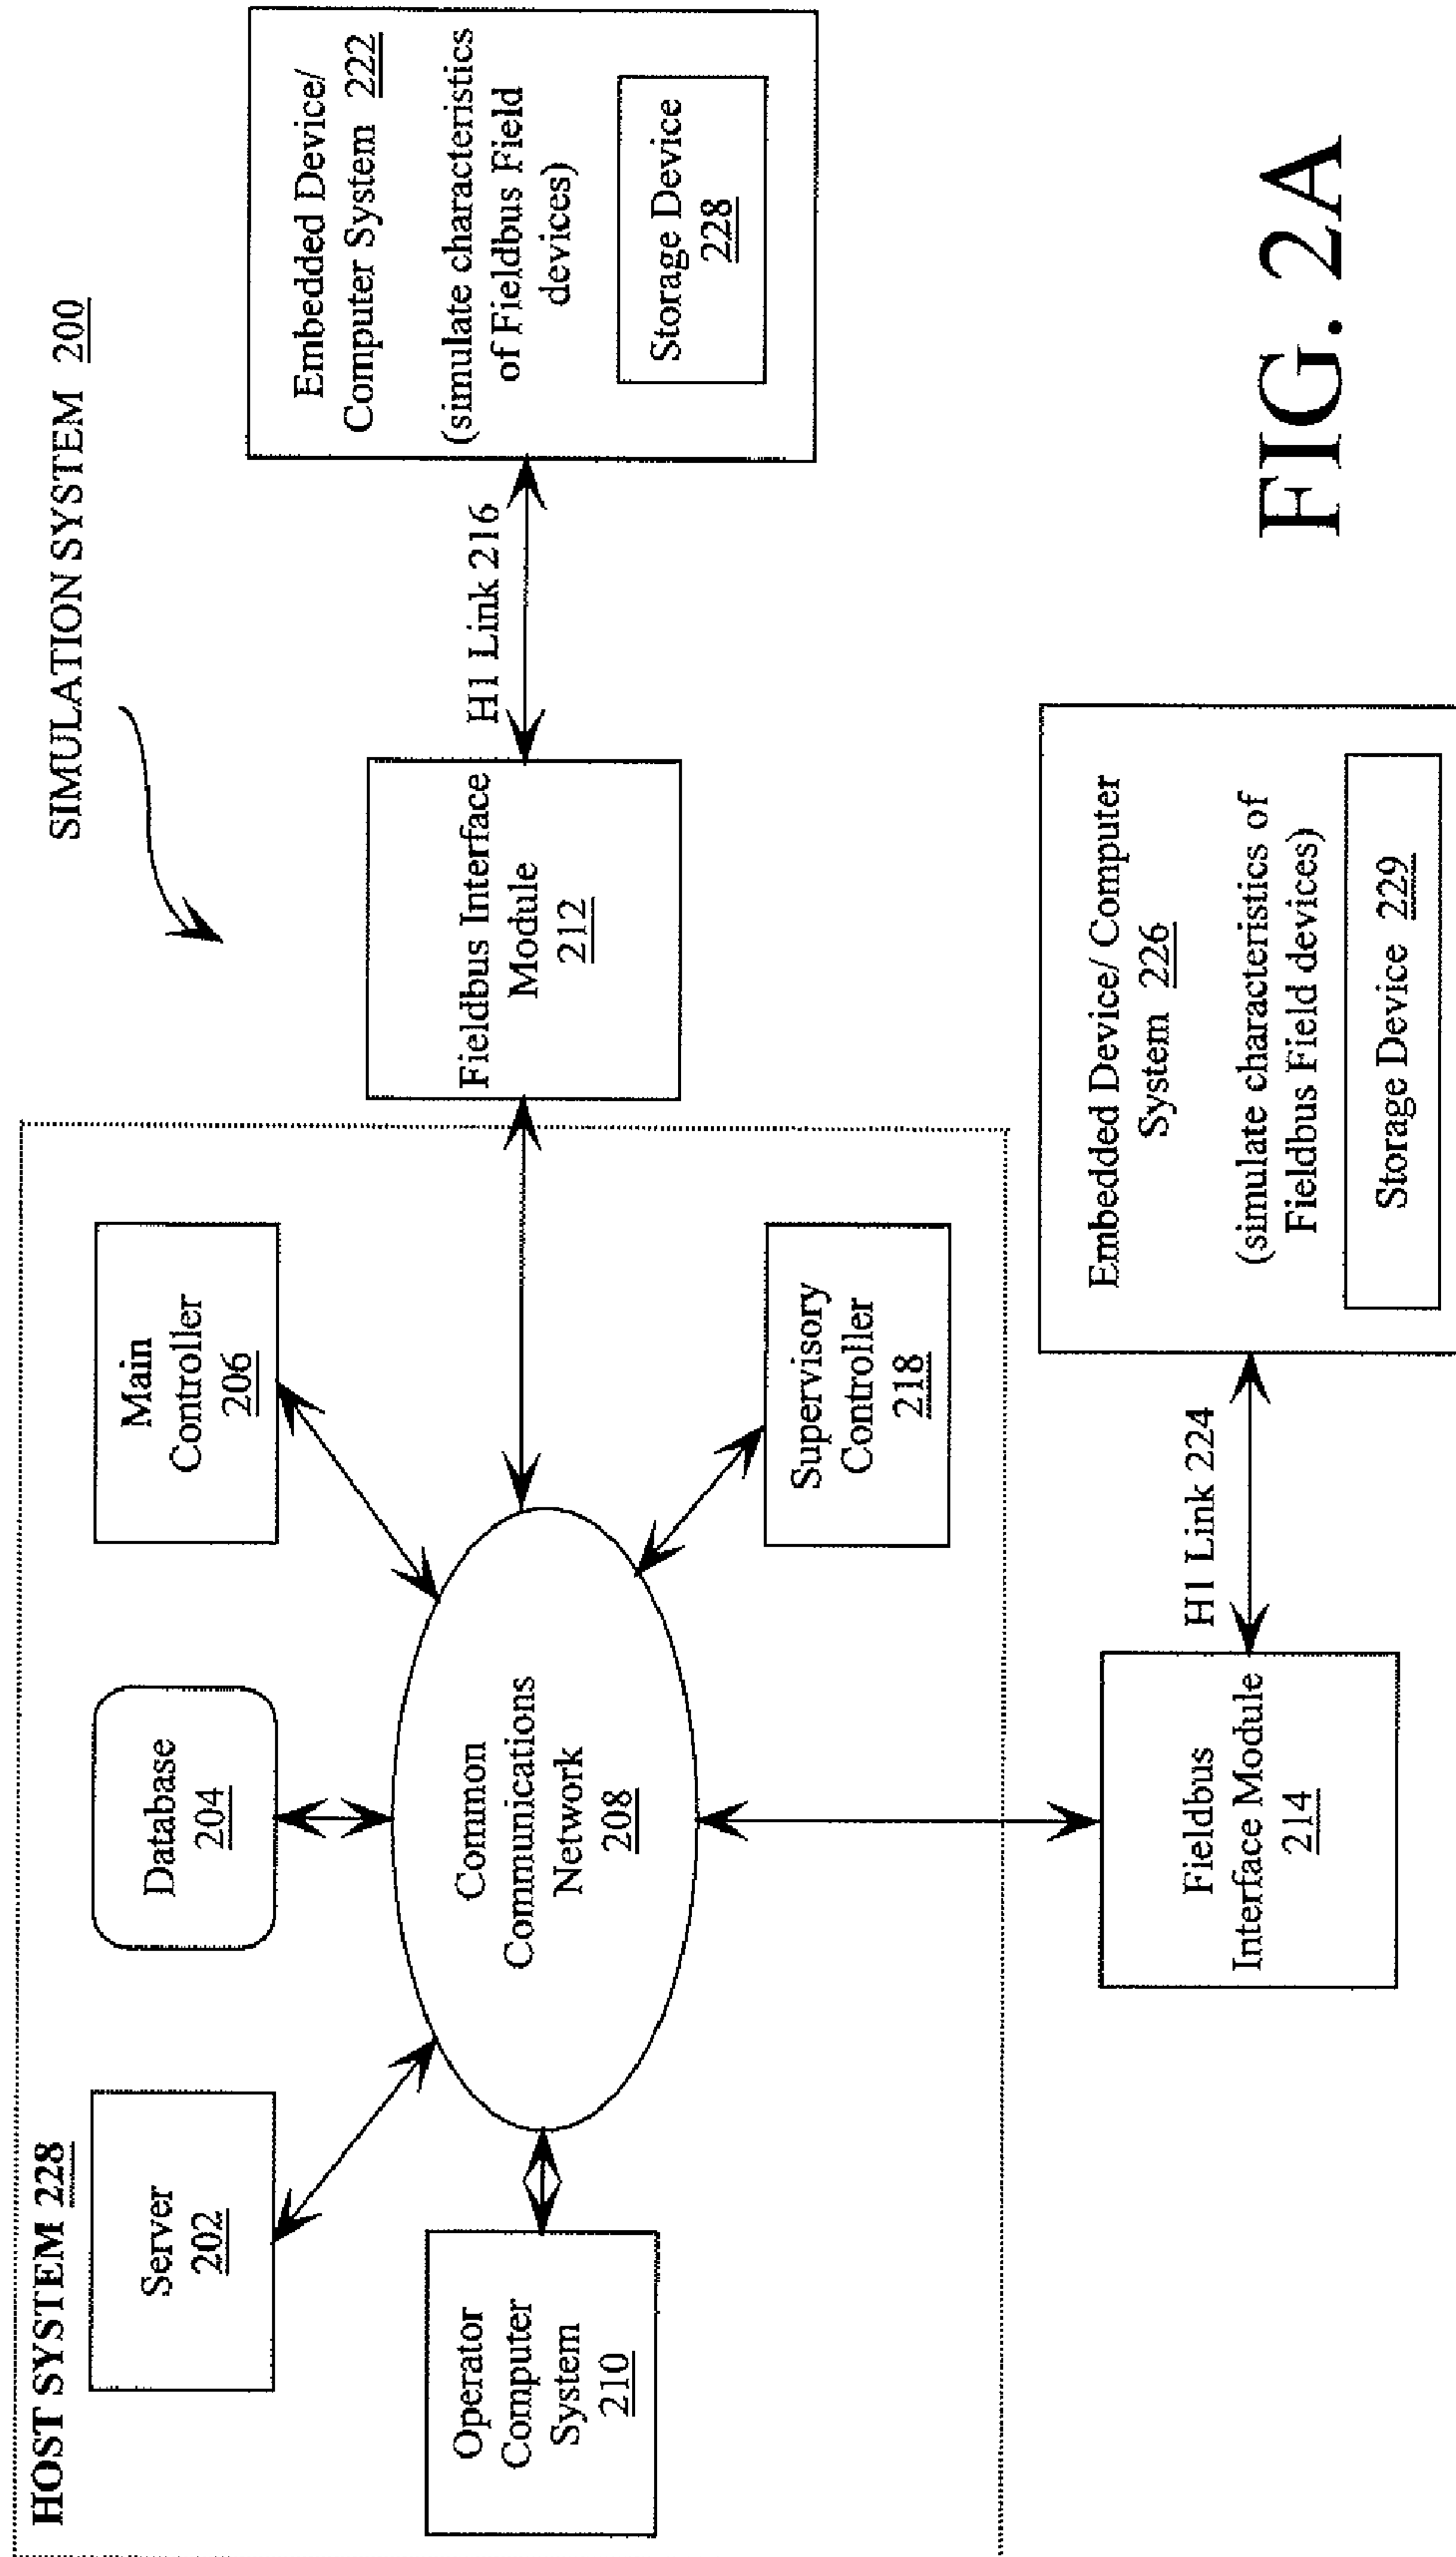 SIMULATION SYSTEM 200
HOST SYSTEM 228
Server
202
Database
204
Main
Controller
206
Operator
Computer
System
210
Common
Communications
Network
208
Fieldbus Interface
Module
212
H1 Link 216
Embedded Device/
Computer System 222
(simulate characteristics
of Fieldbus Field
devices)
Storage Device
228
Supervisory
Controller
218
Fieldbus
Interface Module
214
H1 Link 224
Embedded Device/ Computer
System 226
(simulate characteristics of
Fieldbus Field devices)
Storage Device 229
FIG. 2A